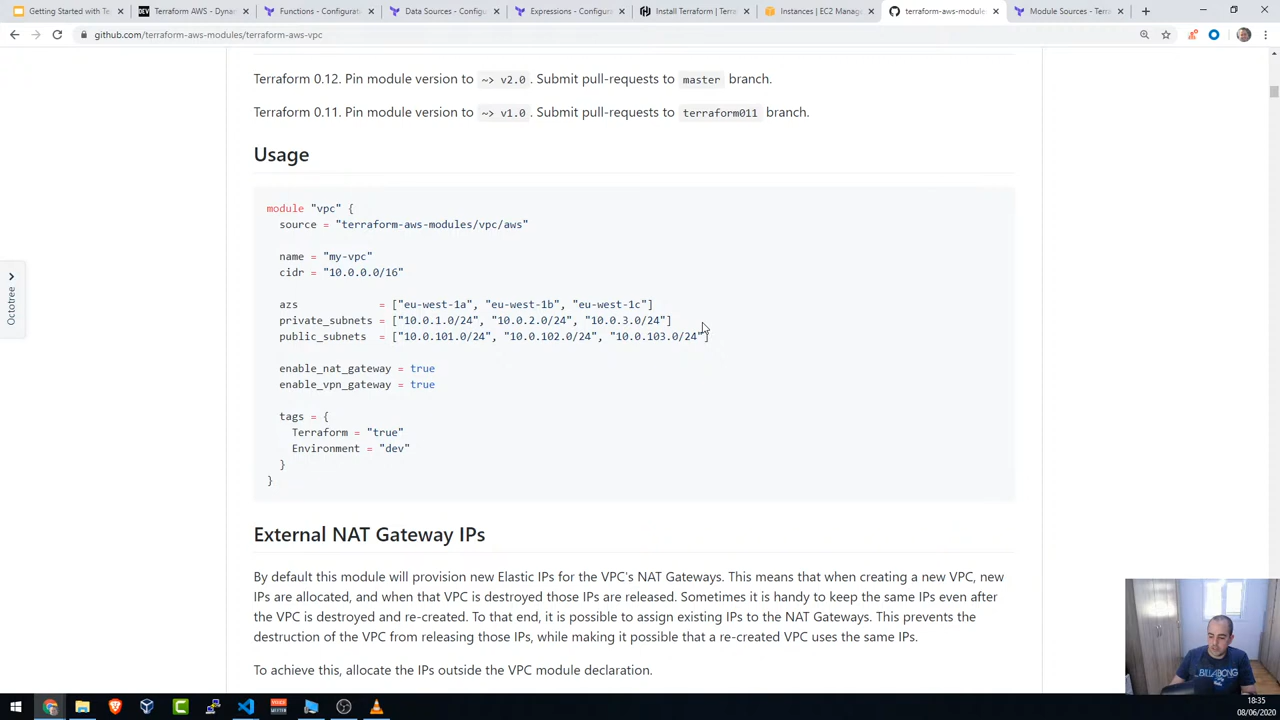 Getting Started with Te
Terraform AWS - Dyna
Functions - Configurat
Data Sources - Configu
Expressions - Configura
Install Terraform | Terra
Instances | EC2 Manag
terraform-aws-module
Module Sources - Terra
github.com/terraform-aws-modules/terraform-aws-vpc
Terraform 0.12. Pin module version to ~> v2.0 . Submit pull-requests to master branch.
Terraform 0.11. Pin module version to ~> v1.0 . Submit pull-requests to terraform011 branch.
Usage
module "vpc" {
source = "terraform-aws-modules/vpc/aws"
name = "my-vpc"
cidr = "10.0.0.0/16"
azs = ["eu-west-1a", "eu-west-1b", "eu-west-1c"]
private_subnets = ["10.0.1.0/24", "10.0.2.0/24", "10.0.3.0/24"]
public_subnets = ["10.0.101.0/24", "10.0.102.0/24", "10.0.103.0/24"]
enable_nat_gateway = true
enable_vpn_gateway = true
tags = {
Terraform = "true"
Environment = "dev"
}
}
Octotree
External NAT Gateway IPs
By default this module will provision new Elastic IPs for the VPC's NAT Gateways. This means that when creating a new VPC, new
IPs are allocated, and when that VPC is destroyed those IPs are released. Sometimes it is handy to keep the same IPs even after
the VPC is destroyed and re-created. To that end, it is possible to assign existing IPs to the NAT Gateways. This prevents the
destruction of the VPC from releasing those IPs, while making it possible that a re-created VPC uses the same IPs.
To achieve this, allocate the IPs outside the VPC module declaration.
BILLABONG
18:35
08/06/2020